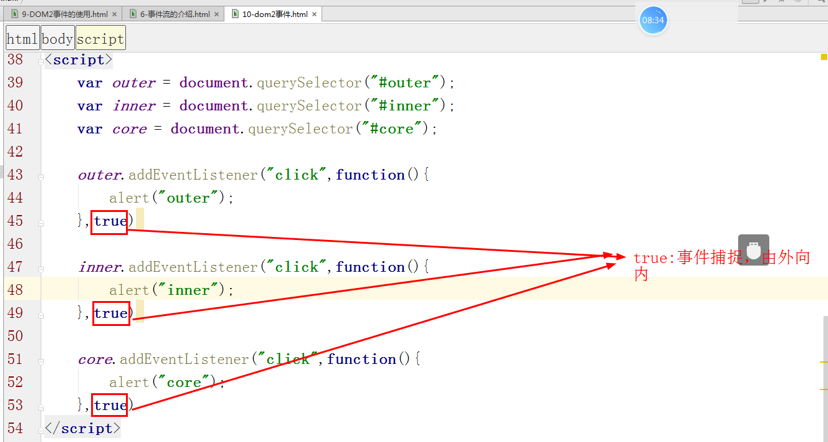 9-DOM2事件的使用.html × 6-事件流的介绍.html × 10-dom2事件.html ×
08:34
html body script
38 <script>
39 var outer = document.querySelector("#outer");
40 var inner = document.querySelector("#inner");
41 var core = document.querySelector("#core");
42
43 outer.addEventListener("click",function(){
44 alert("outer");
45 },true)
46
47 inner.addEventListener("click",function(){
48 alert("inner");
49 },true)
50
51 core.addEventListener("click",function(){
52 alert("core");
53 },true)
54 </script>
true:事件捕捉，由外向
内